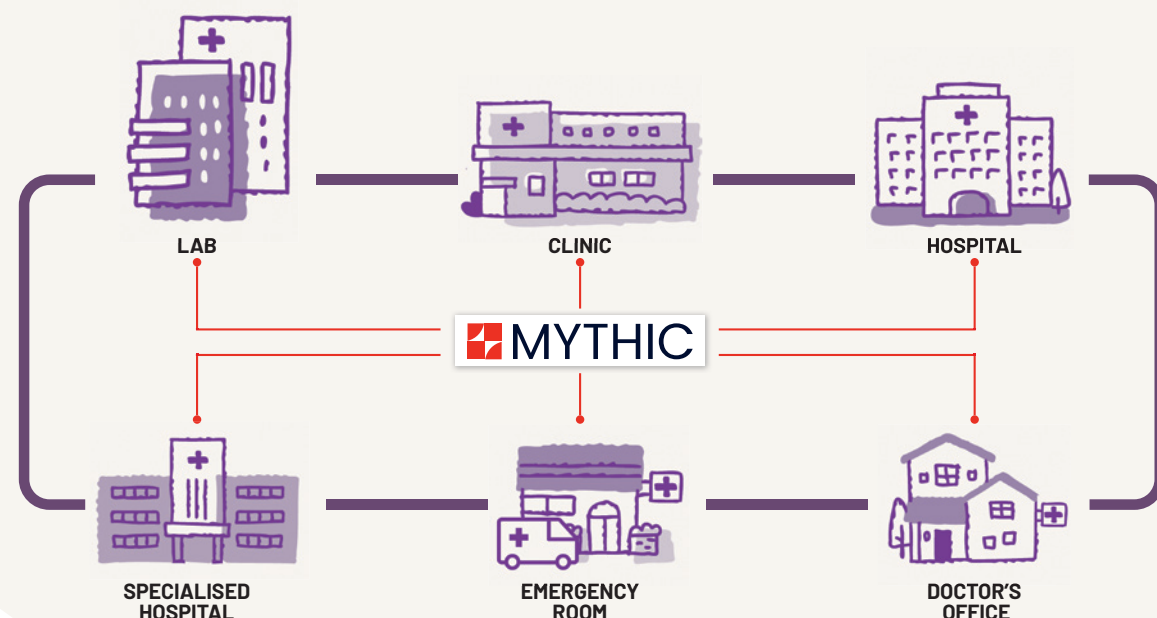 LAB
CLINIC
HOSPITAL
MYTHIC
SPECIALISED
HOSPITAL
EMERGENCY
ROOM
DOCTOR'S
OFFICE